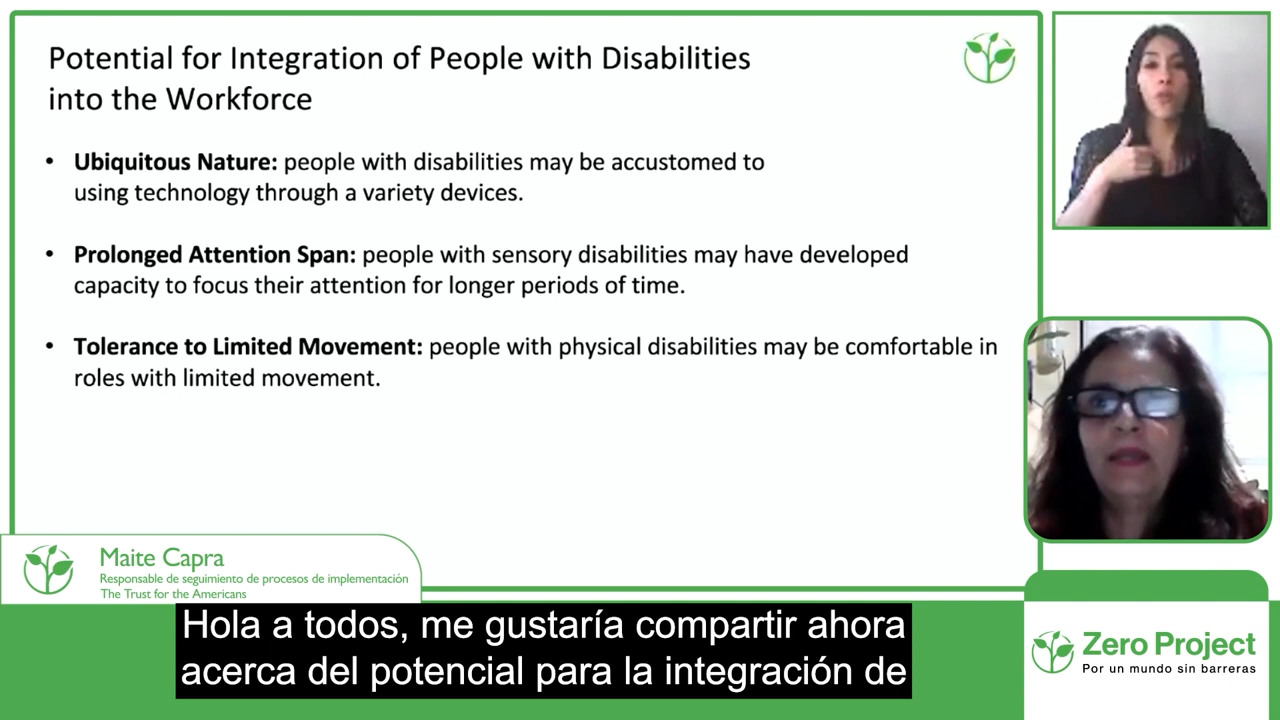 Potential for Integration of People with Disabilities
into the Workforce
• Ubiquitous Nature: people with disabilities may be accustomed to
using technology through a variety devices.
• Prolonged Attention Span: people with sensory disabilities may have developed
capacity to focus their attention for longer periods of time.
• Tolerance to Limited Movement: people with physical disabilities may be comfortable in
roles with limited movement.
Maite Capra
Responsable de seguimiento de procesos de implementación
The Trust for the Americans
Hola a todos, me gustaría compartir ahora
acerca del potencial para la integración de
Zero Project
Por un mundo sin barreras